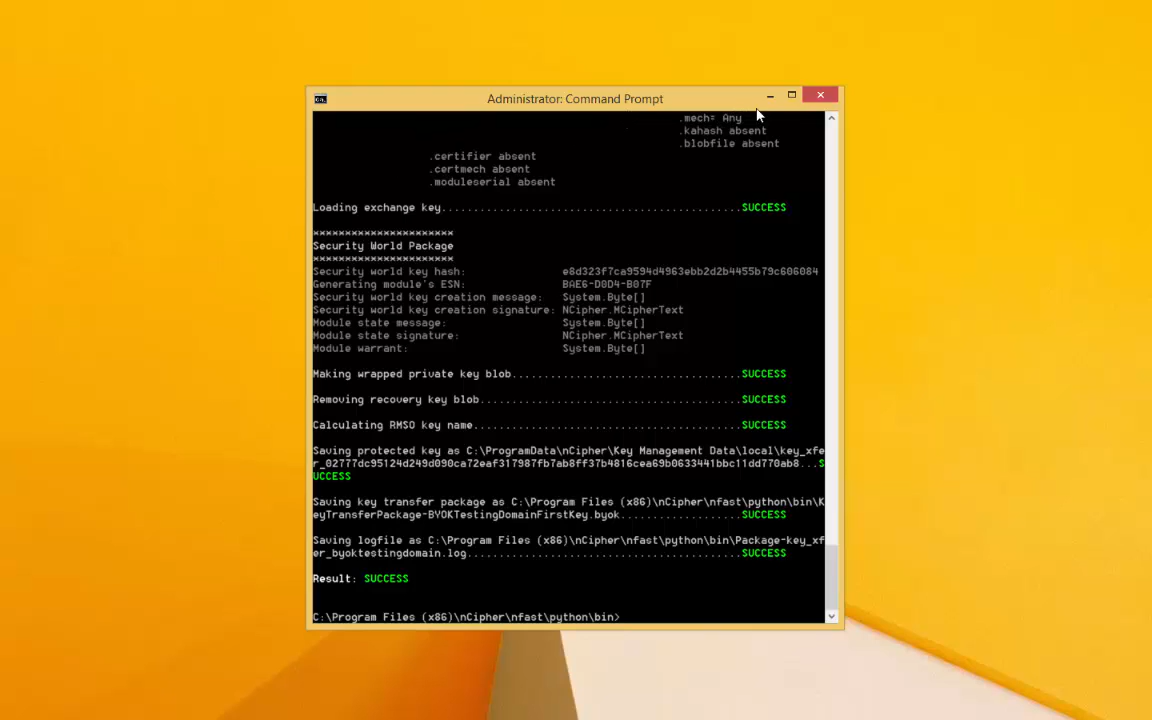 Administrator: Command Prompt
.mech= Any
.kahash absent
.blobfile absent
.certifier absent
.certmech absent
.moduleserial absent
Loading exchange key.........................................SUCCESS
**********************
Security World Package
**********************
Security world key hash: e8d323f7ca9594d4963ebb2d2b4455b79c606084
Generating module's ESN: BAE6-D0D4-B07F
Security world key creation message: System.Byte[]
Security world key creation signature: NCipher.MCipherText
Module state message: System.Byte[]
Module state signature: NCipher.MCipherText
Module warrant: System.Byte[]
Making wrapped private key blob..............................SUCCESS
Removing recovery key blob...................................SUCCESS
Calculating RMSO key name....................................SUCCESS
Saving protected key as C:\ProgramData\nCipher\Key Management Data\local\key_xfe
r_02777dc95124d249d090ca72eaf317987fb7ab8ff37b4816cea69b0633441bbc11dd770ab8...S
UCCESS
Saving key transfer package as C:\Program Files (x86)\nCipher\nfast\python\bin\K
eyTransferPackage-BYOKTestingDomainFirstKey.byok.............SUCCESS
Saving logfile as C:\Program Files (x86)\nCipher\nfast\python\bin\Package-key_xf
er_byoktestingdomain.log.....................................SUCCESS
Result: SUCCESS
C:\Program Files (x86)\nCipher\nfast\python\bin>